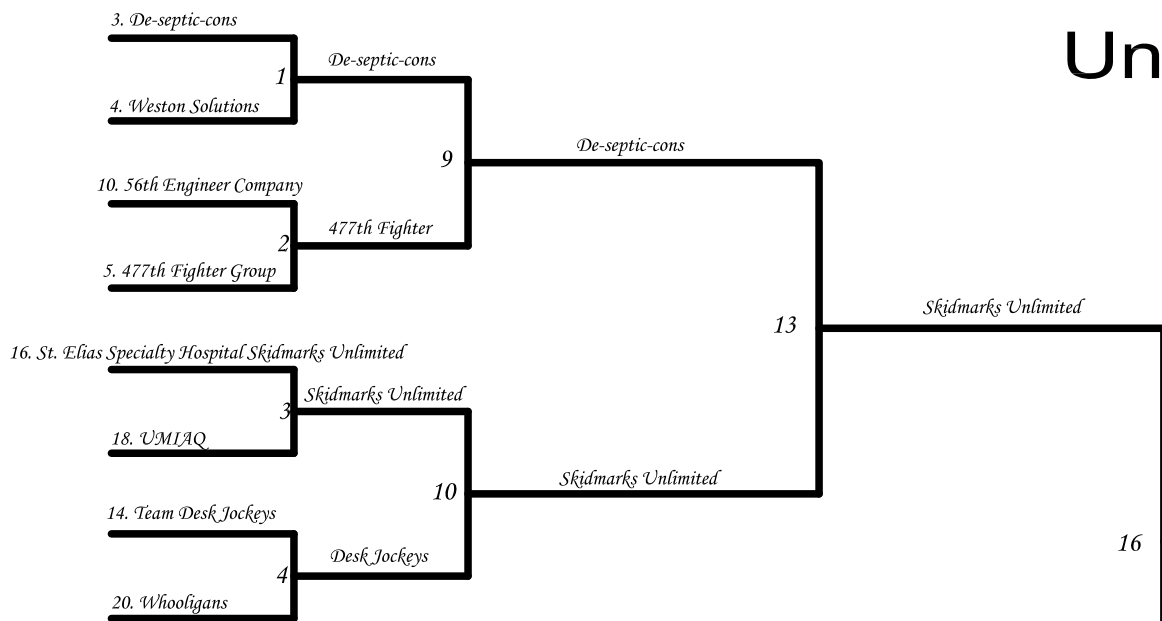 3. De-septic-cons
Un
De-septic-cons
1
4. Weston Solutions
De-septic-cons
9
10. 56th Engineer Company
477th Fighter
2
5. 477th Fighter Group
Skidmarks Unlimited
13
16. St. Elias Specialty Hospital Skidmarks Unlimited
Skidmarks Unlimited
3
18. UMIAQ
Skidmarks Unlimited
10
14. Team Desk Jockeys
16
Desk Jockeys
4
20. Whooligans